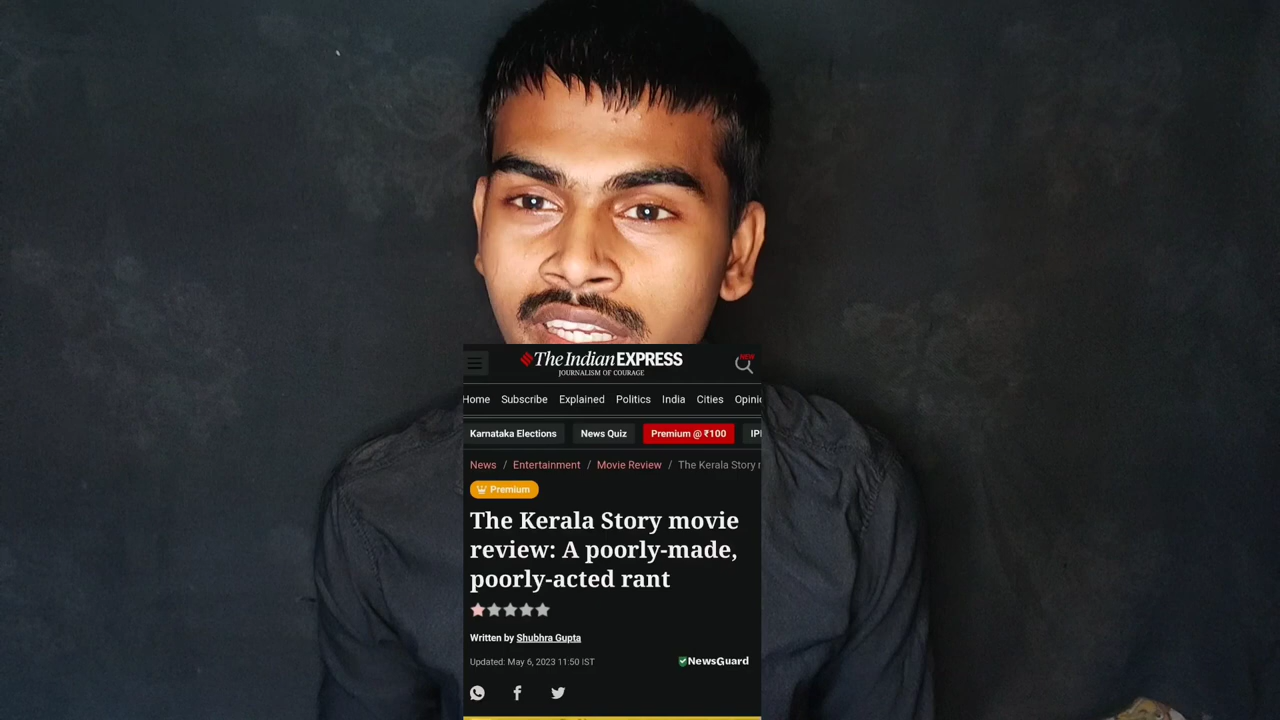 The Indian EXPRESS
JOURNALISM OF COURAGE
NEW
Home Subscribe Explained Politics India Cities
Karnataka Elections News Quiz Premium @ ₹100
News / Entertainment / Movie Review / The Kerala Story
Premium
The Kerala Story movie
review: A poorly-made,
poorly-acted rant
Written by Shubhra Gupta
Updated: May 6, 2023 11:50 IST
NewsGuard